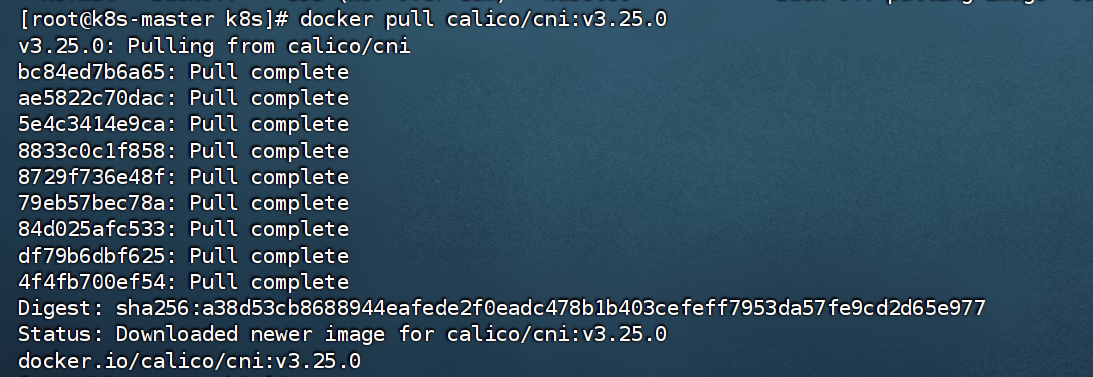 [root@k8s-master k8s]# docker pull calico/cni:v3.25.0
v3.25.0: Pulling from calico/cni
bc84ed7b6a65: Pull complete
ae5822c70dac: Pull complete
5e4c3414e9ca: Pull complete
8833c0c1f858: Pull complete
8729f736e48f: Pull complete
79eb57bec78a: Pull complete
84d025afc533: Pull complete
df79b6dbf625: Pull complete
4f4fb700ef54: Pull complete
Digest: sha256:a38d53cb8688944eafede2f0eadc478b1b403cefeff7953da57fe9cd2d65e977
Status: Downloaded newer image for calico/cni:v3.25.0
docker.io/calico/cni:v3.25.0